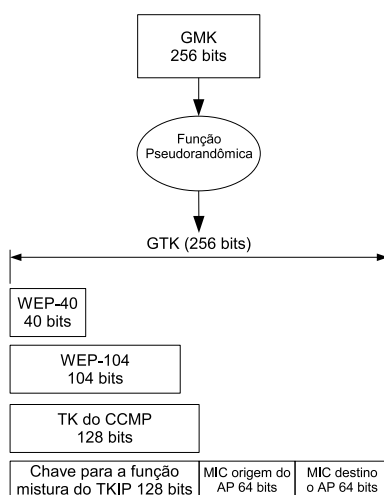 GMK
256 bits
Função
Pseudorandômica
GTK (256 bits)
WEP-40
40 bits
WEP-104
104 bits
TK do CCMP
128 bits
Chave para a função
mistura do TKIP 128 bits
MIC origem do
AP 64 bits
MIC destino
o AP 64 bits